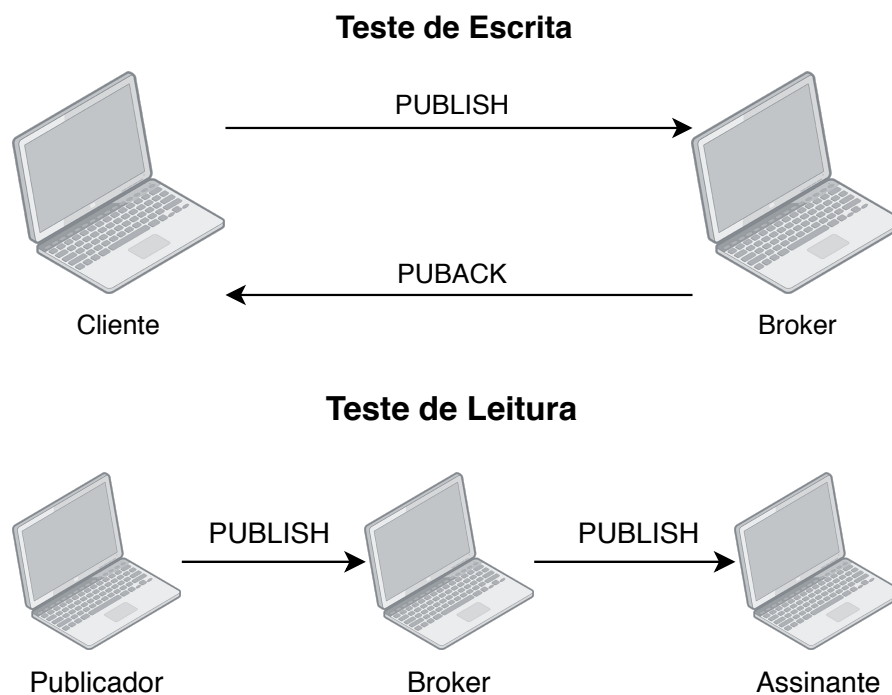 Teste de Escrita
PUBLISH
PUBACK
Cliente
Broker
Teste de Leitura
PUBLISH
PUBLISH
Publicador
Broker
Assinante